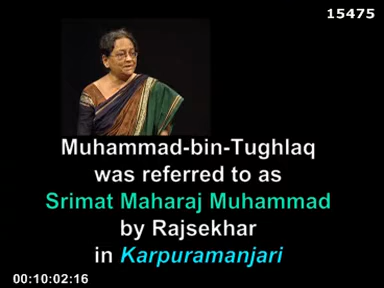 15475
Muhammad-bin-Tughlaq
was referred to as
Srimat Maharaj Muhammad
by Rajsekhar
in Karpuramanjari
00:10:02:16